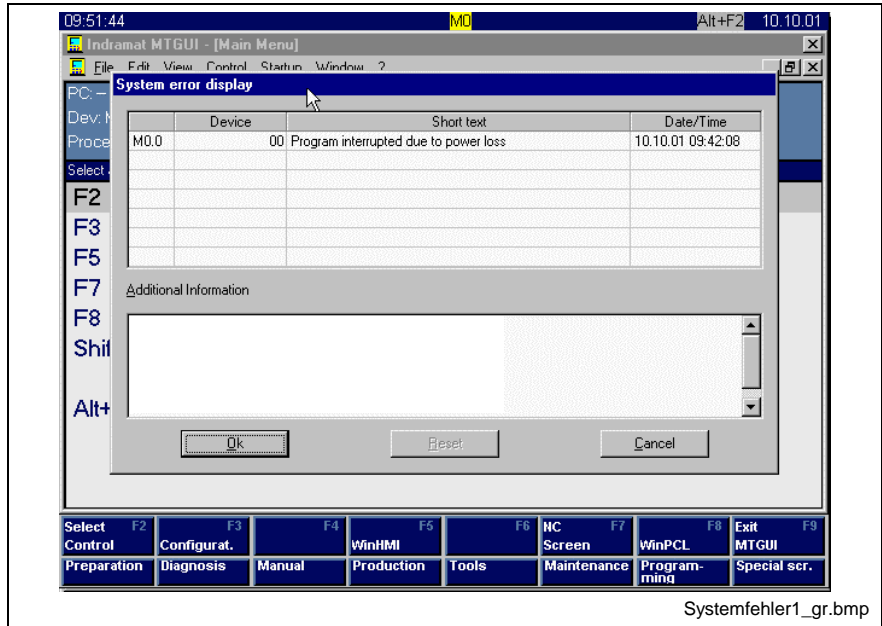 09:51:44 M0 Alt+F2 10.10.01
Indramat MTGUI - [Main Menu]
File Edit View Control Startup Window ?
System error display
PC: –
Dev:
Proce
Device Short text Date/Time
M0.0 00 Program interrupted due to power loss 10.10.01 09:42:08
Select
F2
F3
F5
F7
F8
Shif
Alt+
Additional Information
Ok Reset Cancel
Select Control F2
Configurat. F3
F4
WinHMI F5
F6
NC Screen F7
WinPCL F8
Exit MTGUI F9
Preparation Diagnosis Manual Production Tools Maintenance Program-
ming Special scr.
Systemfehler1_gr.bmp